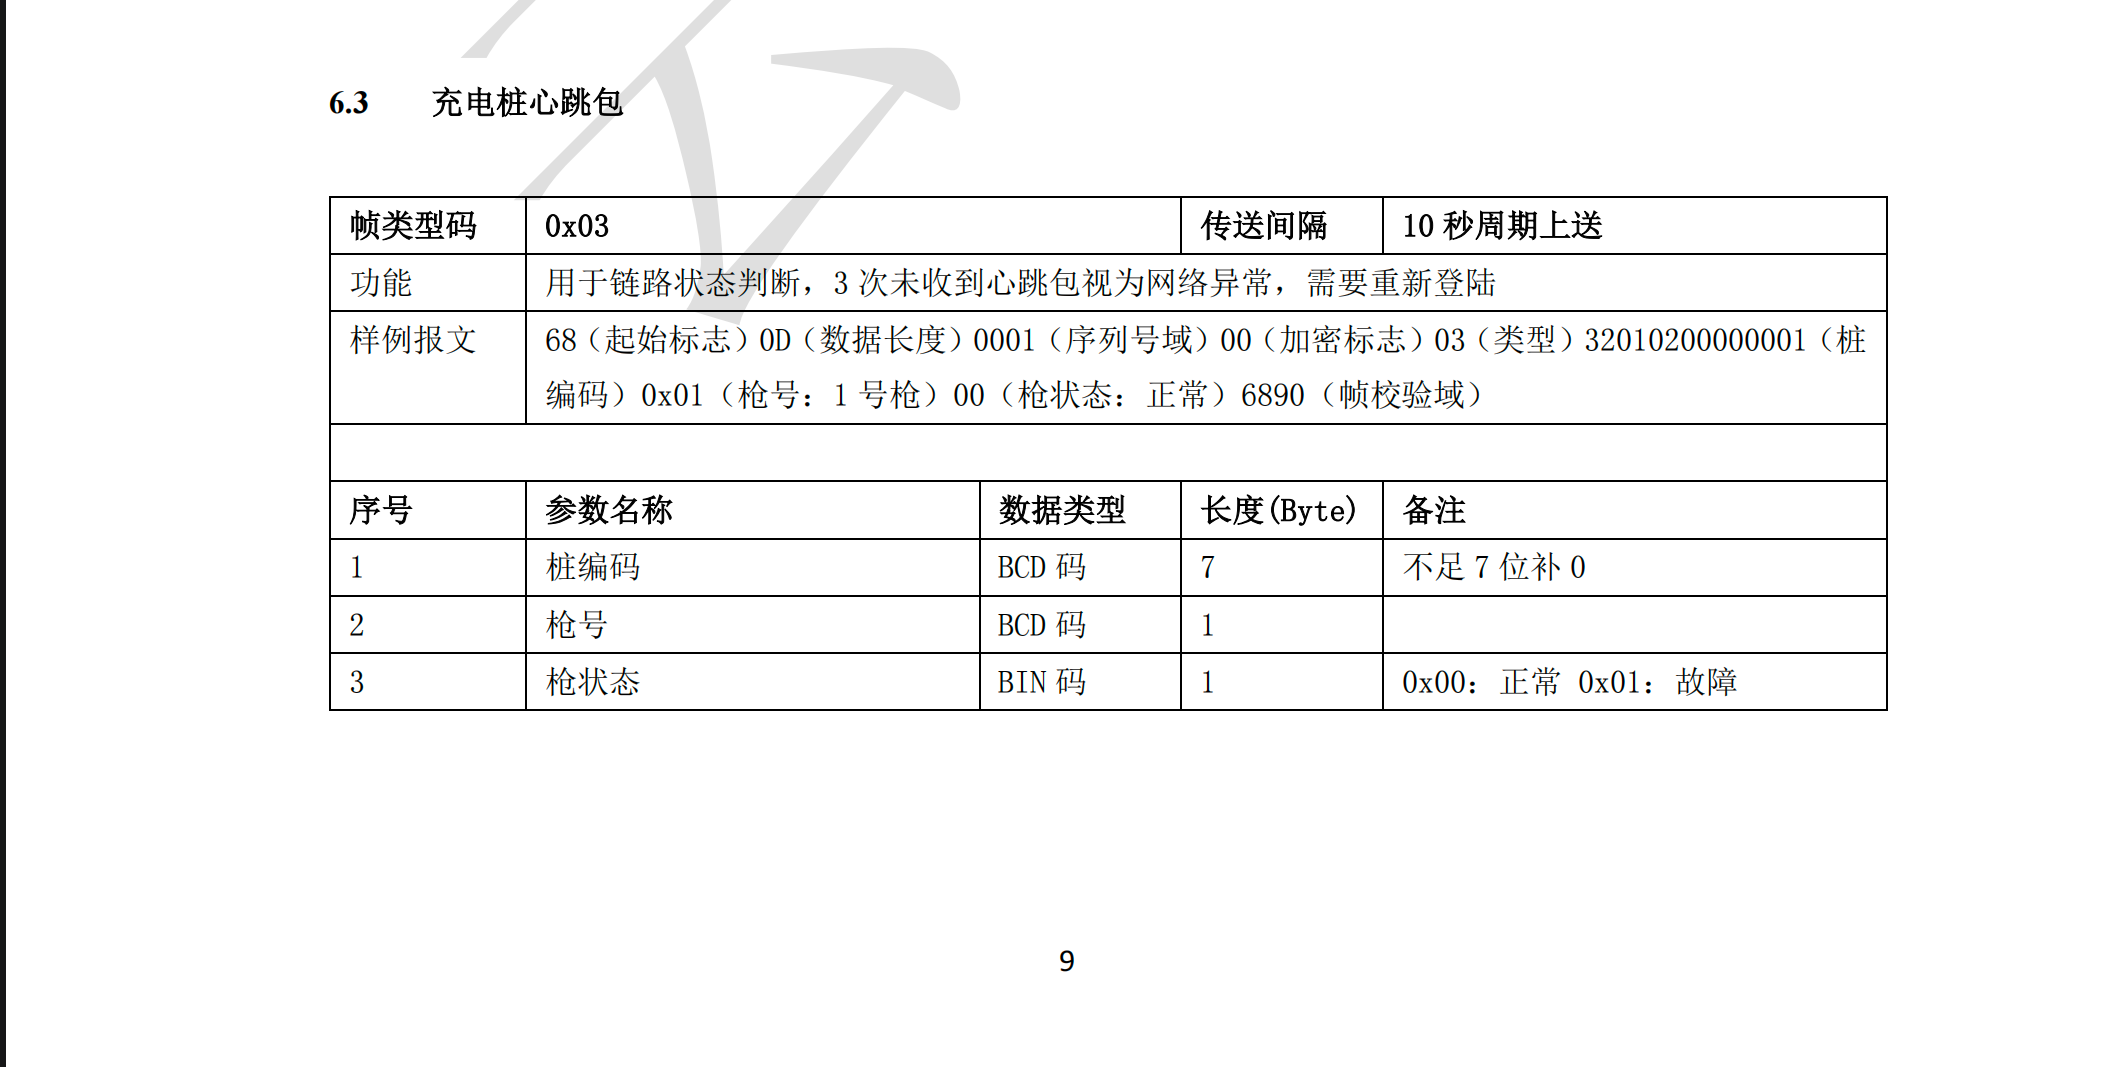 6.3 充电桩心跳包
帧类型码 0x03 传送间隔 10 秒周期上送
功能 用于链路状态判断，3 次未收到心跳包视为网络异常，需要重新登陆
样例报文 68（起始标志）0D（数据长度）0001（序列号域）00（加密标志）03（类型）32010200000001（桩
编码）0x01（枪号：1 号枪）00（枪状态：正常）6890（帧校验域）
序号 参数名称 数据类型 长度(Byte) 备注
1 桩编码 BCD 码 7 不足 7 位补 0
2 枪号 BCD 码 1
3 枪状态 BIN 码 1 0x00：正常 0x01：故障
9